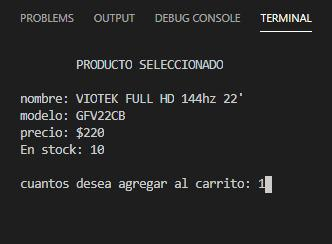 PROBLEMS OUTPUT DEBUG CONSOLE TERMINAL
PRODUCTO SELECCIONADO
nombre: VIOTEK FULL HD 144hz 22'
modelo: GFV22CB
precio: $220
En stock: 10
cuantos desea agregar al carrito: 1